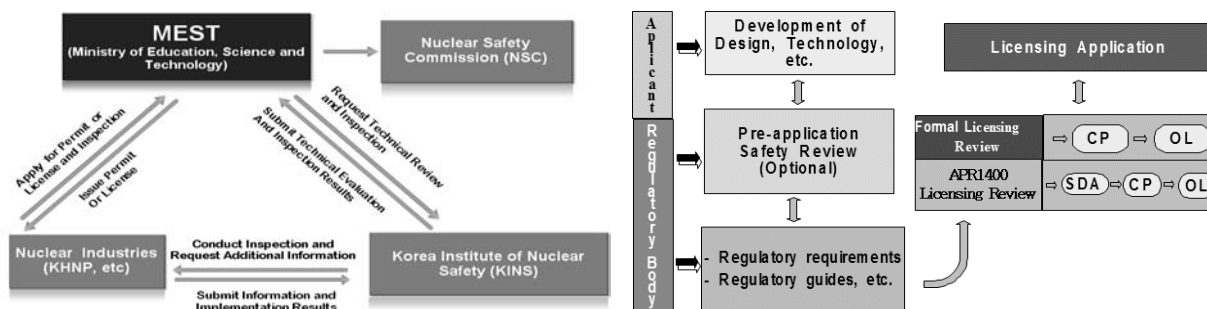 MEST
(Ministry of Education, Science and
Technology)
Nuclear Safety
Commission (NSC)
Apply for Permit or
License and Inspection
Issue Permit
Or License
Request Technical Review
and Inspection
Submit Technical Evaluation
And Inspection Results
Nuclear Industries
(KHNP, etc)
Conduct Inspection and
Request Additional Information
Submit Information and
Implementation Results
Korea Institute of Nuclear
Safety (KINS)
Applicant
Regulatory Body
Development of
Design, Technology,
etc.
Pre-application
Safety Review
(Optional)
- Regulatory requirements
- Regulatory guides, etc.
Licensing Application
Formal Licensing
Review
CP
OL
APR1400
Licensing Review
SDA
CP
OL